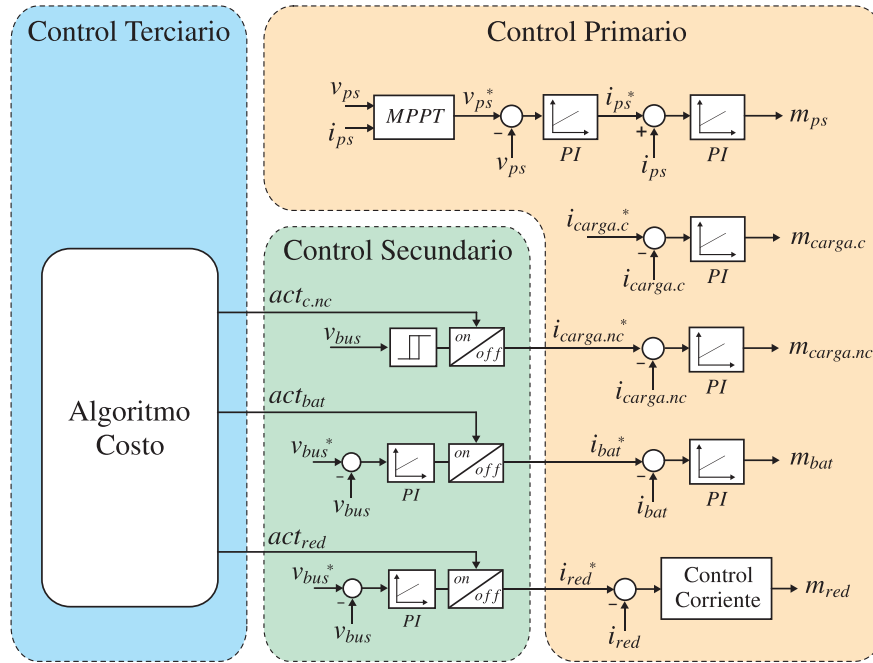 Control Terciario
Control Primario
v_ps
i_ps
MPPT
v_ps*
-
v_ps
PI
i_ps*
+
i_ps
PI
m_ps
i_carga.c*
-
i_carga.c
PI
m_carga.c
Control Secundario
act_c.nc
v_bus
on
off
i_carga.nc*
-
i_carga.nc
PI
m_carga.nc
Algoritmo
Costo
act_bat
v_bus*
-
v_bus
PI
on
off
i_bat*
-
i_bat
PI
m_bat
act_red
v_bus*
-
v_bus
PI
on
off
i_red*
-
i_red
Control
Corriente
m_red